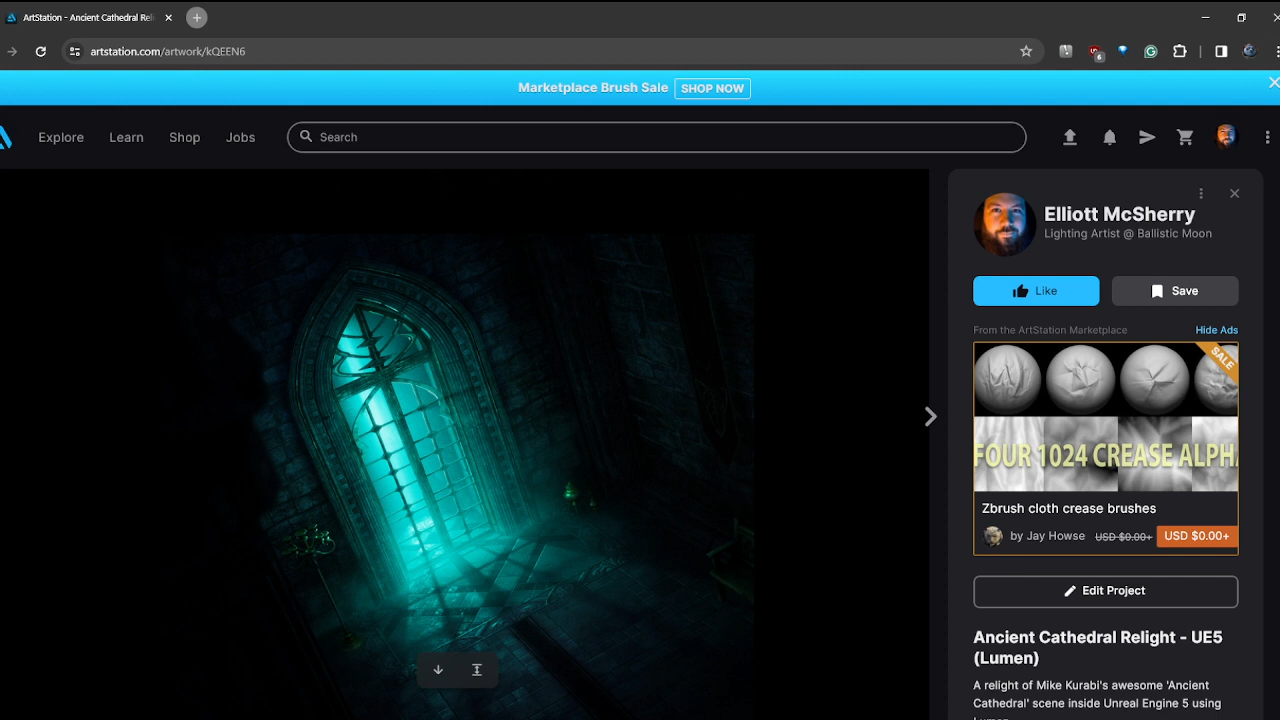 ArtStation - Ancient Cathedral Rel
artstation.com/artwork/kQEEN6
6
Marketplace Brush Sale SHOP NOW
Explore Learn Shop Jobs Search
Elliott McSherry
Lighting Artist @ Ballistic Moon
Like Save
From the ArtStation Marketplace Hide Ads
SALE
FOUR 1024 CREASE ALPHA
Zbrush cloth crease brushes
by Jay Howse USD $0.00+ USD $0.00+
Edit Project
Ancient Cathedral Relight - UE5
(Lumen)
A relight of Mike Kurabi's awesome 'Ancient
Cathedral' scene inside Unreal Engine 5 using